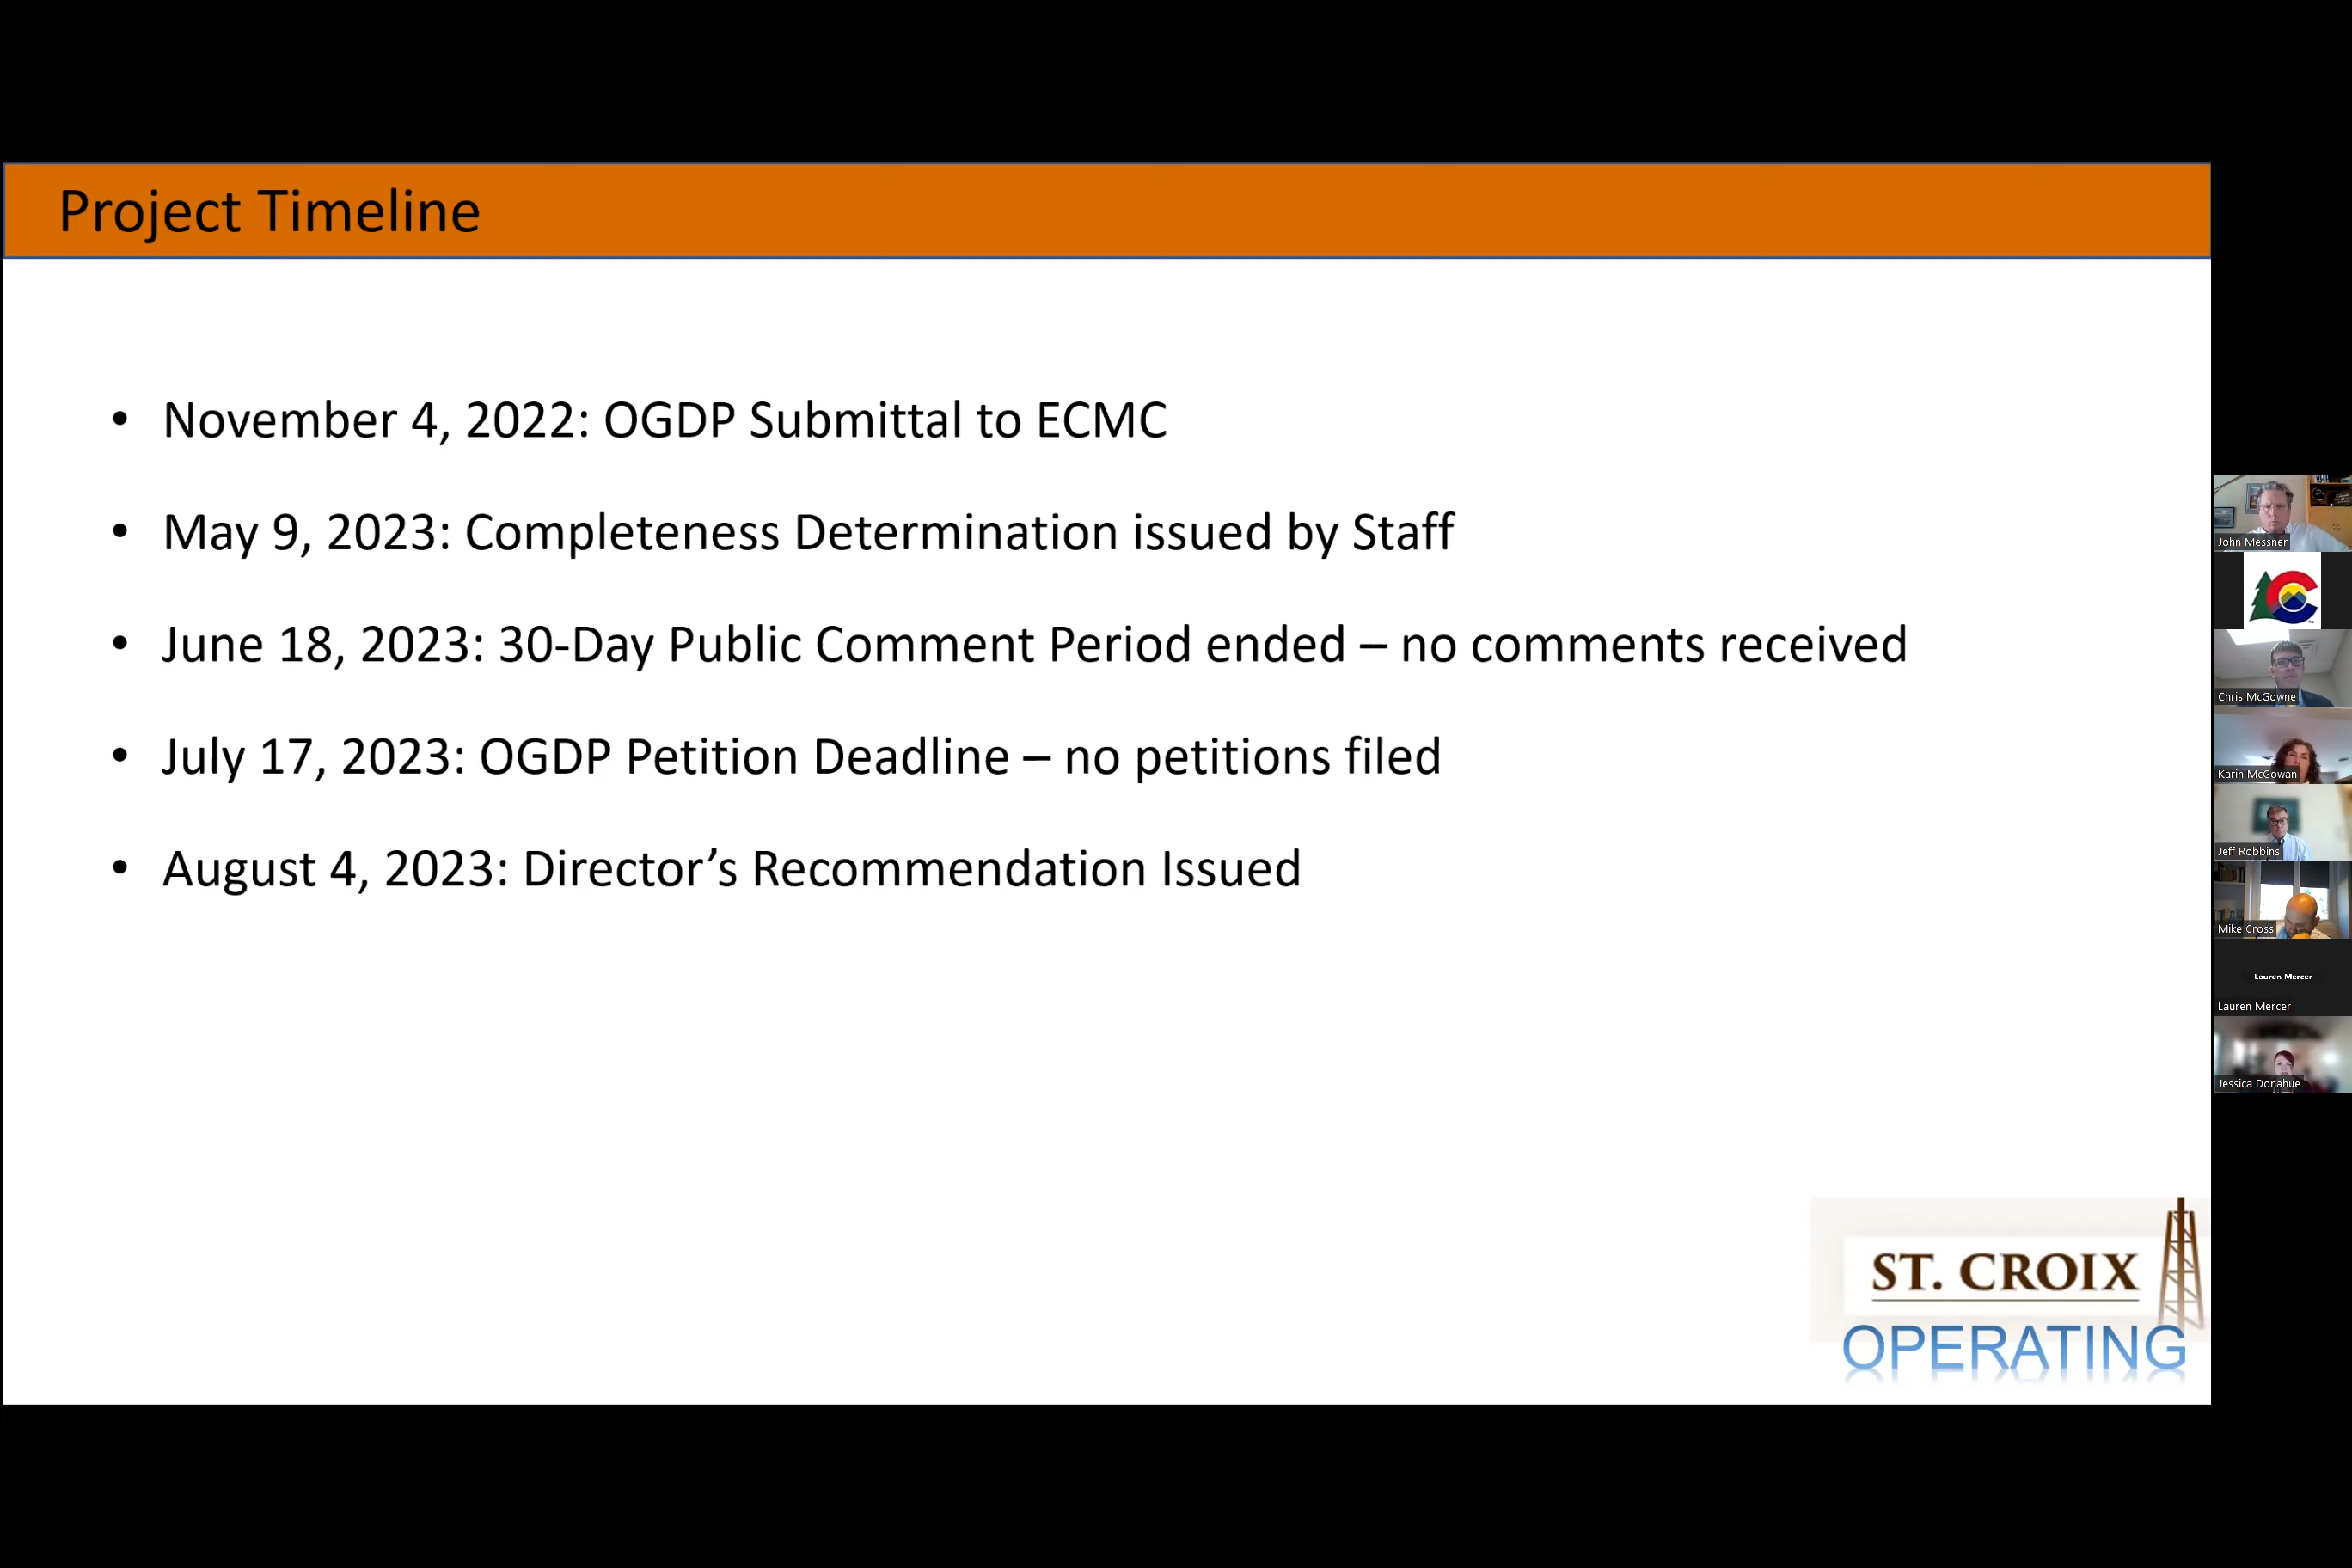 Project Timeline
• November 4, 2022: OGDP Submittal to ECMC
• May 9, 2023: Completeness Determination issued by Staff
• June 18, 2023: 30-Day Public Comment Period ended – no comments received
• July 17, 2023: OGDP Petition Deadline – no petitions filed
• August 4, 2023: Director’s Recommendation Issued
ST. CROIX
OPERATING
John Messner
Chris McGowne
Karin McGowan
Jeff Robbins
Mike Cross
Lauren Mercer
Lauren Mercer
Jessica Donahue